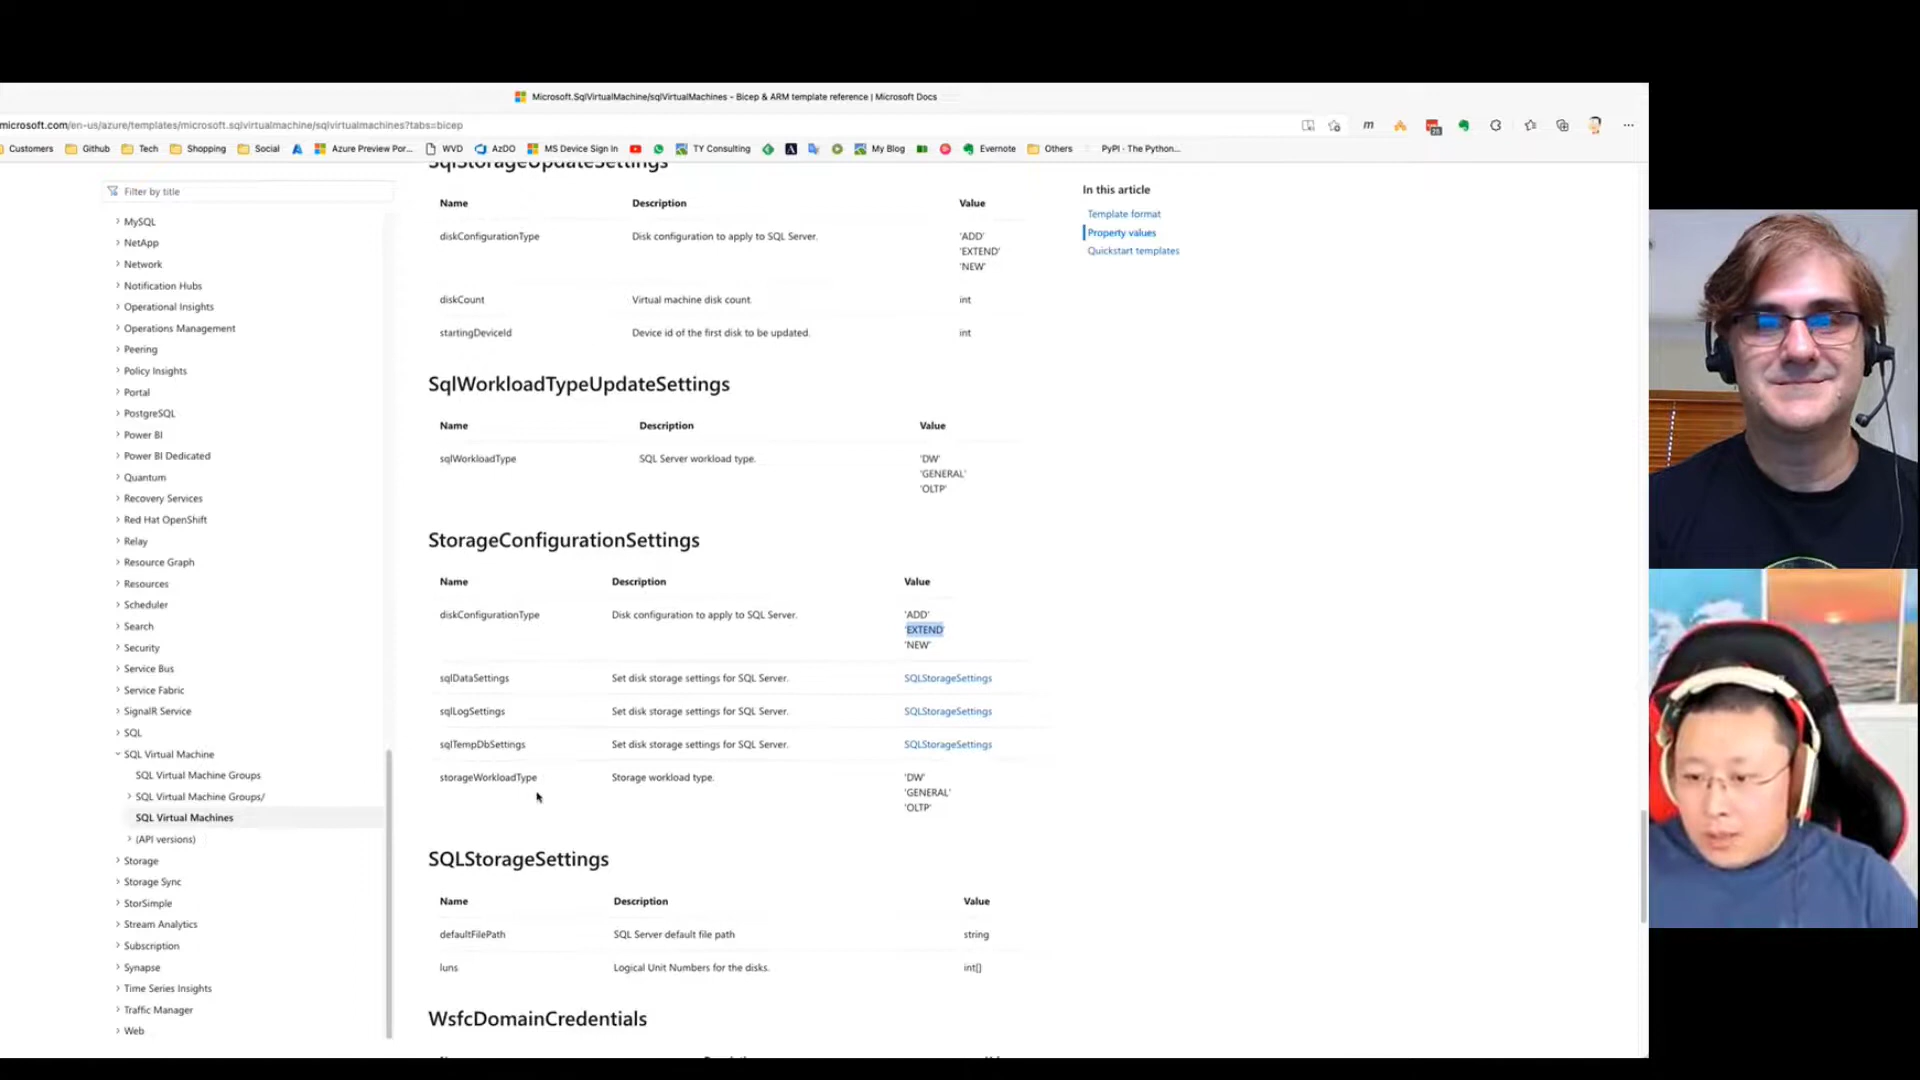 Microsoft.SqlVirtualMachine/sqlVirtualMachines - Bicep & ARM template reference | Microsoft Docs
microsoft.com/en-us/azure/templates/microsoft.sqlvirtualmachine/sqlvirtualmachines?tabs=bicep
Customers Github Tech Shopping Social Azure Preview Por... WVD AzDO MS Device Sign In TY Consulting My Blog Evernote Others PyPI · The Python...
Filter by title
MySQL
NetApp
Network
Notification Hubs
Operational Insights
Operations Management
Peering
Policy Insights
Portal
PostgreSQL
Power BI
Power BI Dedicated
Quantum
Recovery Services
Red Hat OpenShift
Relay
Resource Graph
Resources
Scheduler
Search
Security
Service Bus
Service Fabric
SignalR Service
SQL
SQL Virtual Machine
SQL Virtual Machine Groups
SQL Virtual Machine Groups/
SQL Virtual Machines
(API versions)
Storage
Storage Sync
StorSimple
Stream Analytics
Subscription
Synapse
Time Series Insights
Traffic Manager
Web
SqlStorageUpdateSettings
Name Description Value
diskConfigurationType Disk configuration to apply to SQL Server. 'ADD'
'EXTEND'
'NEW'
diskCount Virtual machine disk count. int
startingDeviceId Device id of the first disk to be updated. int
SqlWorkloadTypeUpdateSettings
Name Description Value
sqlWorkloadType SQL Server workload type. 'DW'
'GENERAL'
'OLTP'
StorageConfigurationSettings
Name Description Value
diskConfigurationType Disk configuration to apply to SQL Server. 'ADD'
'EXTEND'
'NEW'
sqlDataSettings Set disk storage settings for SQL Server. SQLStorageSettings
sqlLogSettings Set disk storage settings for SQL Server. SQLStorageSettings
sqlTempDbSettings Set disk storage settings for SQL Server. SQLStorageSettings
storageWorkloadType Storage workload type. 'DW'
'GENERAL'
'OLTP'
SQLStorageSettings
Name Description Value
defaultFilePath SQL Server default file path string
luns Logical Unit Numbers for the disks. int[]
WsfcDomainCredentials
In this article
Template format
Property values
Quickstart templates